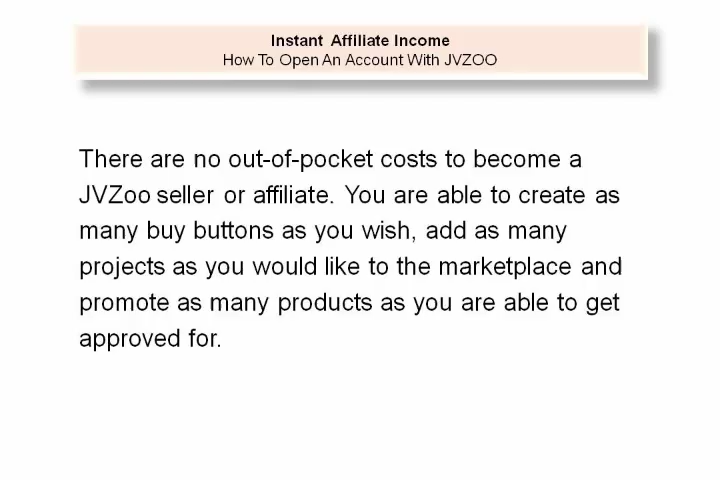 Instant Affiliate Income
How To Open An Account With JVZOO
There are no out-of-pocket costs to become a
JVZoo seller or affiliate. You are able to create as
many buy buttons as you wish, add as many
projects as you would like to the marketplace and
promote as many products as you are able to get
approved for.